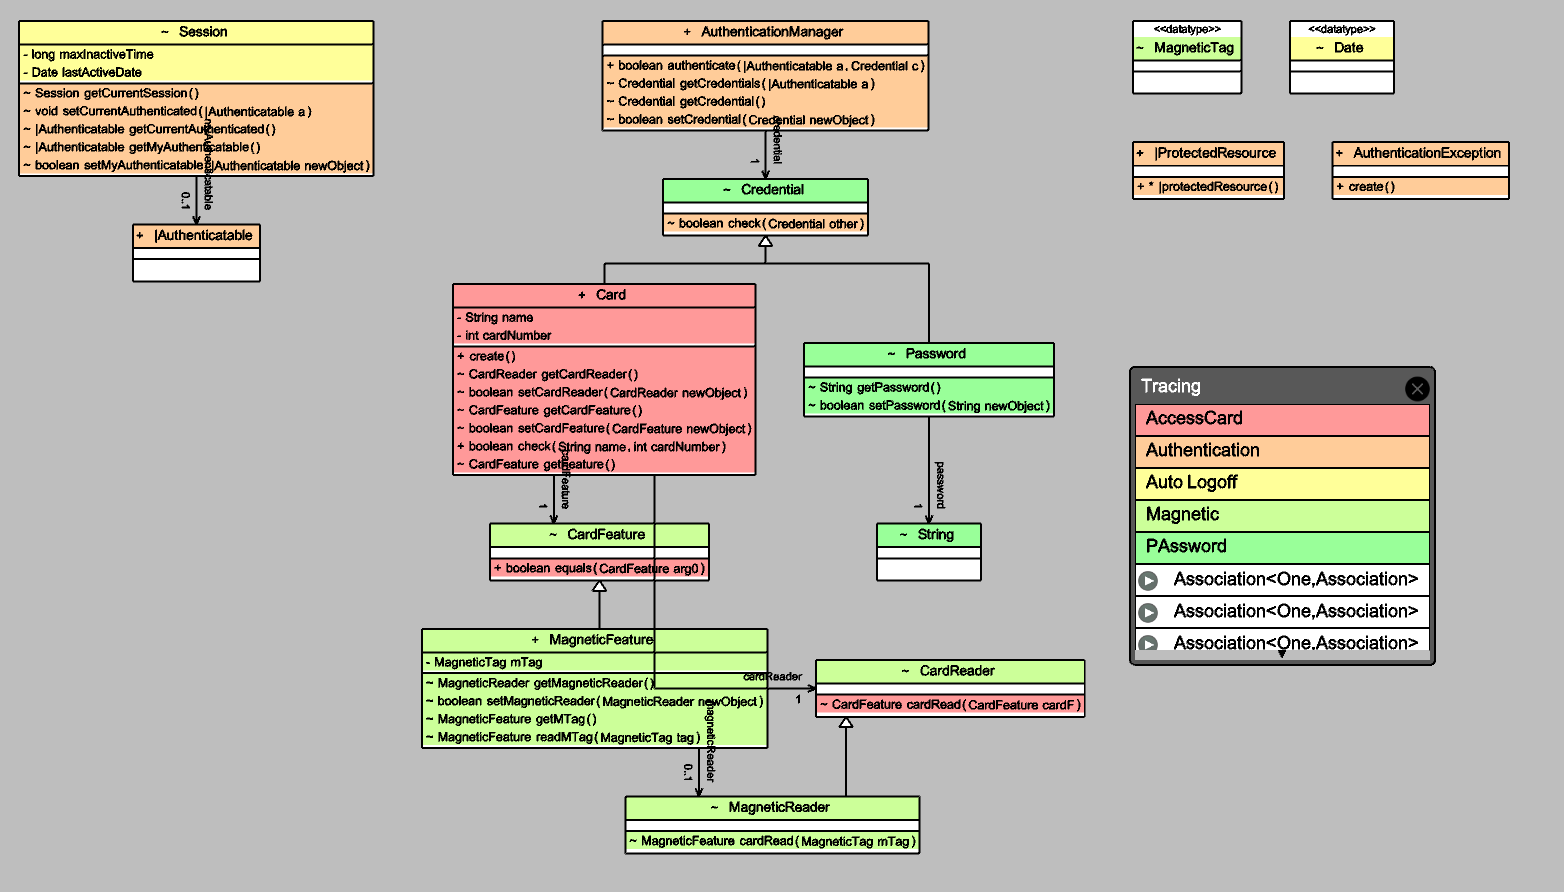 ~ Session
- long maxInactiveTime
- Date lastActiveDate
~ Session getCurrentSession()
~ void setCurrentAuthenticated(|Authenticatable a)
~ |Authenticatable getCurrentAuthenticated()
~ |Authenticatable getMyAuthenticatable()
~ boolean setMyAuthenticatable(|Authenticatable newObject)
0..1
+ |Authenticatable
+ AuthenticationManager
+ boolean authenticate(|Authenticatable a, Credential c)
~ Credential getCredentials(|Authenticatable a)
~ Credential getCredential()
~ boolean setCredential(Credential newObject)
credential
1
~ Credential
~ boolean check(Credential other)
<<datatype>>
~ MagneticTag
<<datatype>>
~ Date
+ |ProtectedResource
+ * |protectedResource()
+ AuthenticationException
+ create()
+ Card
- String name
- int cardNumber
+ create()
~ CardReader getCardReader()
~ boolean setCardReader(CardReader newObject)
~ CardFeature getCardFeature()
~ boolean setCardFeature(CardFeature newObject)
+ boolean check(String name, int cardNumber)
~ CardFeature getfeature()
cardFeature
1
~ Password
~ String getPassword()
~ boolean setPassword(String newObject)
password
1
~ String
~ CardFeature
+ boolean equals(CardFeature arg0)
+ MagneticFeature
- MagneticTag mTag
~ MagneticReader getMagneticReader()
~ boolean setMagneticReader(MagneticReader newObject)
~ MagneticFeature getMTag()
~ MagneticFeature readMTag(MagneticTag tag)
magneticReader
0..1
cardReader
1
~ CardReader
~ CardFeature cardRead(CardFeature cardF)
~ MagneticReader
~ MagneticFeature cardRead(MagneticTag mTag)
Tracing
AccessCard
Authentication
Auto Logoff
Magnetic
PAssword
Association<One,Association>
Association<One,Association>
Association<One,Association>